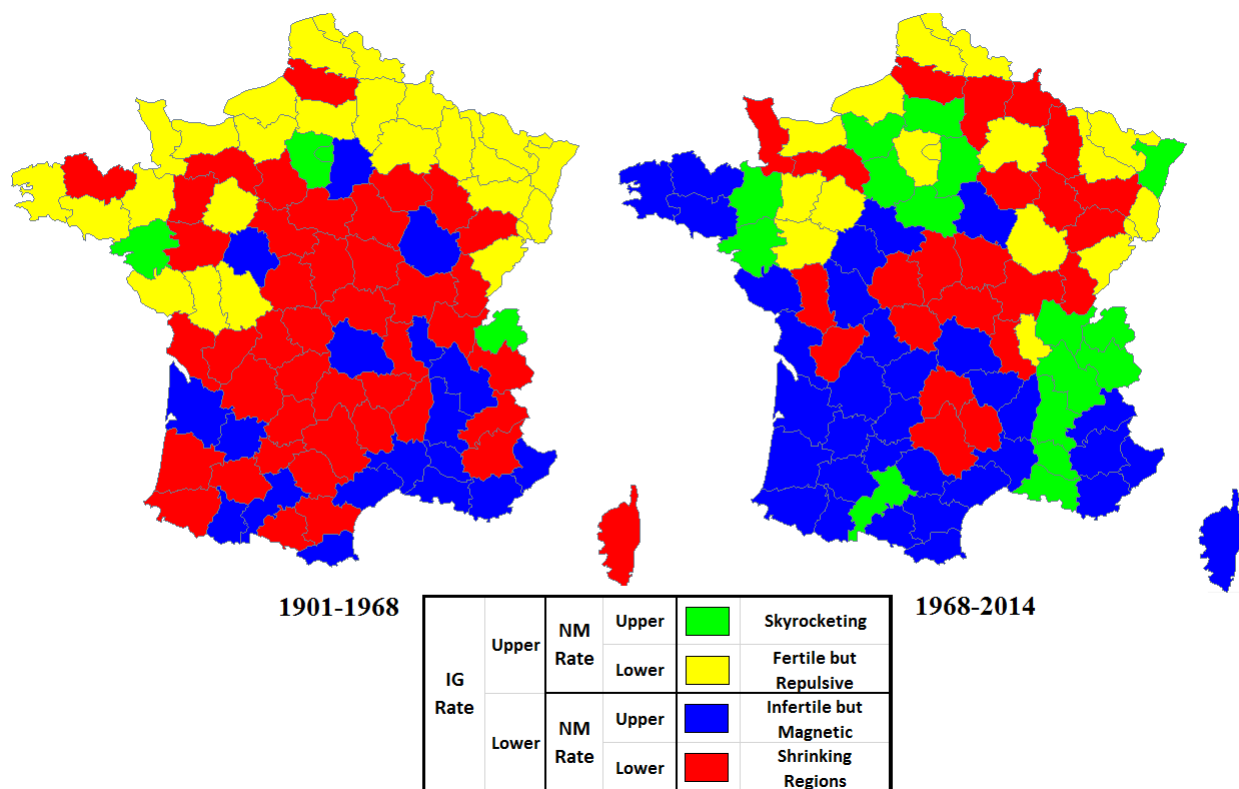 1901-1968
1968-2014
IG
Rate
Upper
NM
Rate
Upper
Skyrocketing
Lower
Fertile but
Repulsive
Lower
NM
Rate
Upper
Infertile but
Magnetic
Lower
Shrinking
Regions